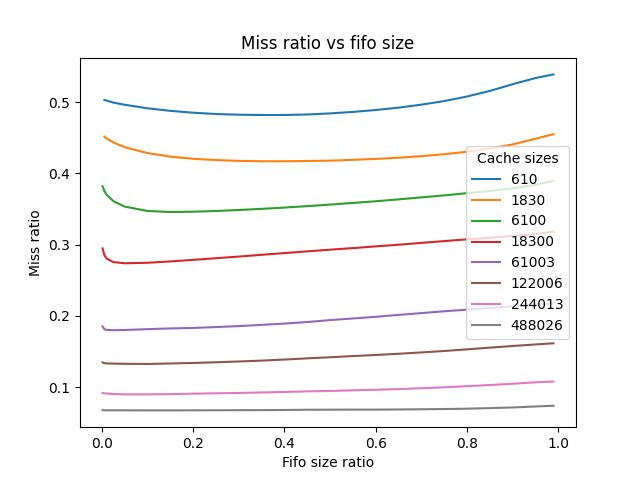 Miss ratio vs fifo size
Miss ratio
0.5
0.4
0.3
0.2
0.1
Cache sizes
610
1830
6100
18300
61003
122006
244013
488026
0.0 0.2 0.4 0.6 0.8 1.0
Fifo size ratio